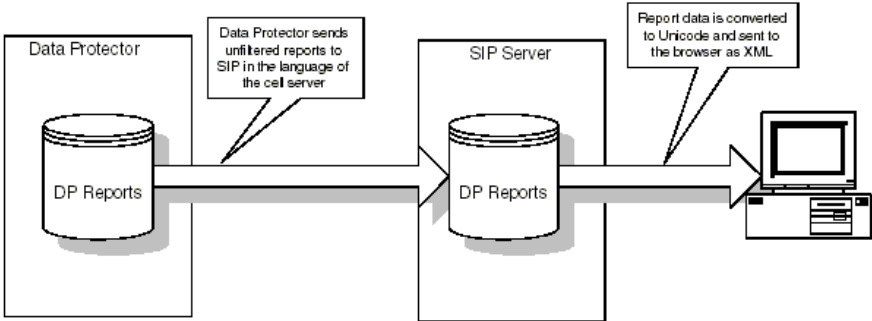 Data Protector
Data Protector sends
unfiltered reports to
SIP in the language of
the cell server
SIP Server
Report data is converted
to Unicode and sent to
the browser as XML
DP Reports
DP Reports